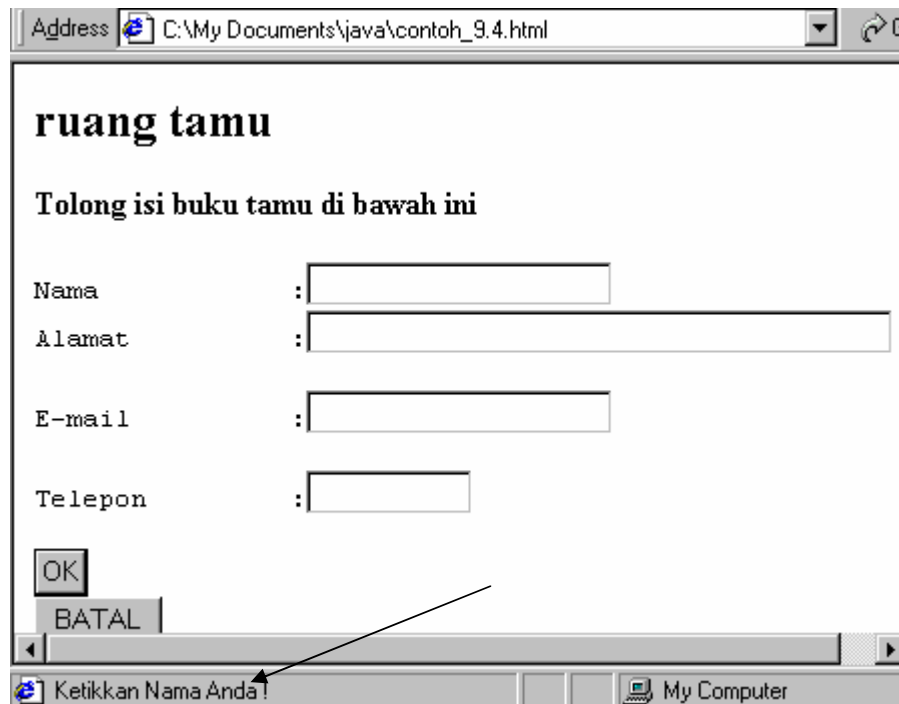 Address C:\My Documents\java\contoh_9.4.html
ruang tamu
Tolong isi buku tamu di bawah ini
Nama :
Alamat :
E-mail :
Telepon :
OK
BATAL
Ketikkan Nama Anda ! My Computer